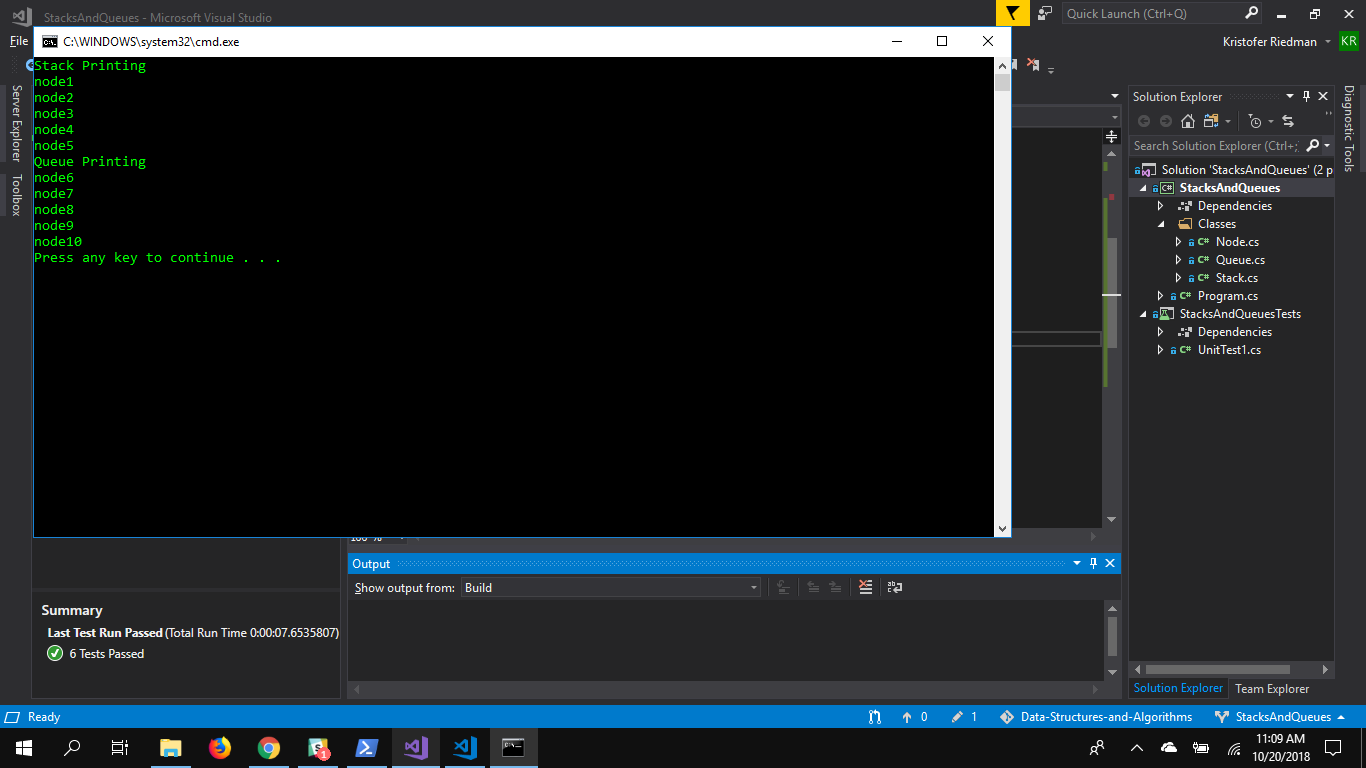 StacksAndQueues - Microsoft Visual Studio
Quick Launch (Ctrl+Q)
File
C:\WINDOWS\system32\cmd.exe
Kristofer Riedman
KR
Stack Printing
node1
node2
node3
node4
node5
Queue Printing
node6
node7
node8
node9
node10
Press any key to continue . . .
Server Explorer
Toolbox
Solution Explorer
Search Solution Explorer (Ctrl+;
Solution 'StacksAndQueues' (2 p
StacksAndQueues
Dependencies
Classes
Node.cs
Queue.cs
Stack.cs
Program.cs
StacksAndQueuesTests
Dependencies
UnitTest1.cs
Diagnostic Tools
100 %
Output
Show output from:
Build
Summary
Last Test Run Passed (Total Run Time 0:00:07.6535807)
6 Tests Passed
Solution Explorer
Team Explorer
Ready
0
1
Data-Structures-and-Algorithms
StacksAndQueues
11:09 AM
10/20/2018